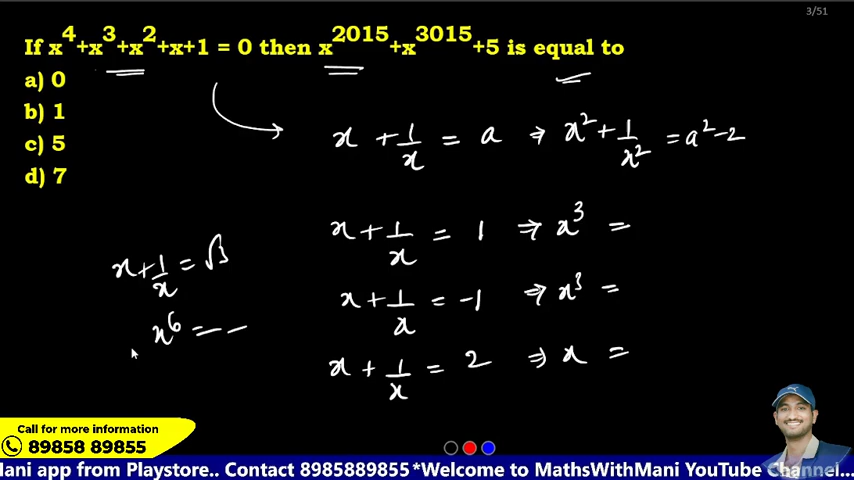 3/51
If x⁴+x³+x²+x+1 = 0 then x²⁰¹⁵+x³⁰¹⁵+5 is equal to
a) 0
b) 1
c) 5
d) 7
x + 1/x = a ⇒ x² + 1/x² = a² - 2
x + 1/x = 1 ⇒ x³ =
x + 1/x = √3
x + 1/x = -1 ⇒ x³ =
x⁶ = --
x + 1/x = 2 ⇒ x =
Call for more information
89858 89855
Mani app from Playstore.. Contact 8985889855*Welcome to MathsWithMani YouTube Channel...